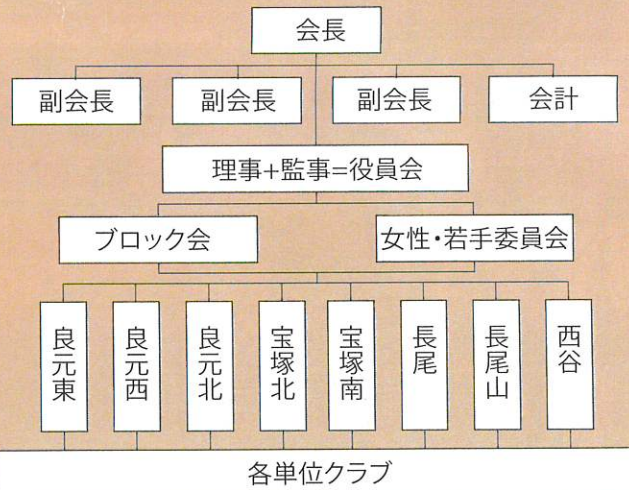 会長
副会長
副会長
副会長
会計
理事+監事=役員会
ブロック会
女性・若手委員会
良元東
良元西
良元北
宝塚北
宝塚南
長尾
長尾山
西谷
各単位クラブ